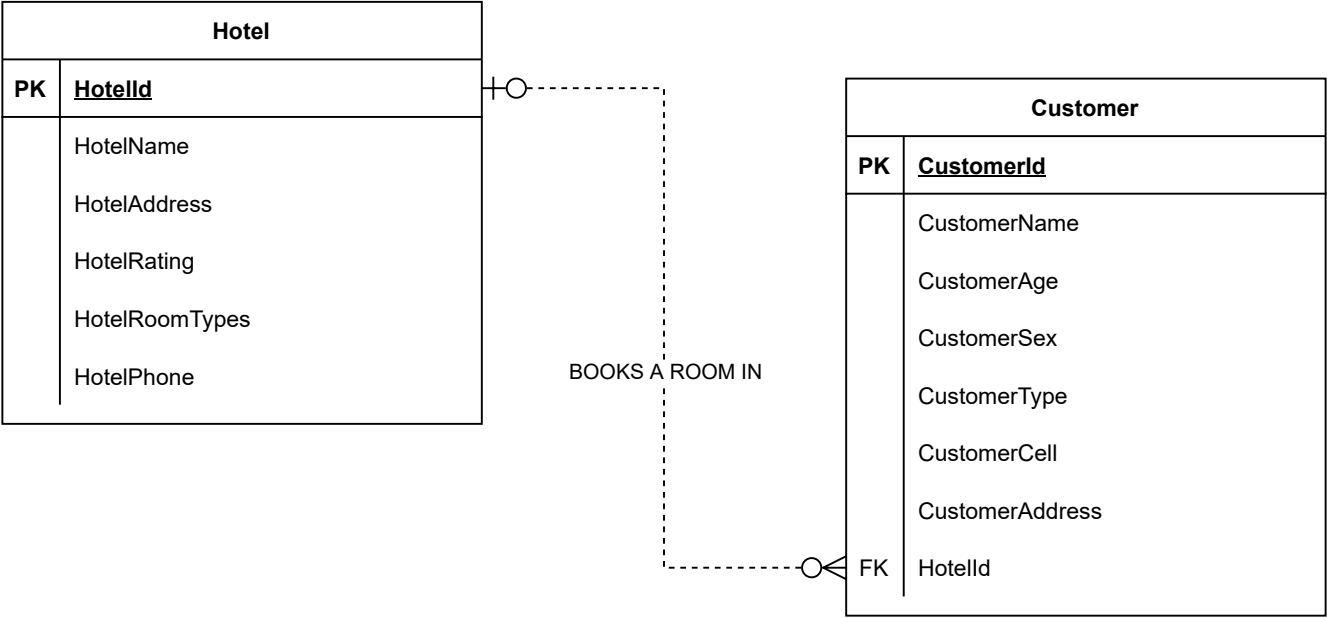 Hotel
PK HotelId
HotelName
HotelAddress
HotelRating
HotelRoomTypes
HotelPhone
BOOKS A ROOM IN
Customer
PK CustomerId
CustomerName
CustomerAge
CustomerSex
CustomerType
CustomerCell
CustomerAddress
FK HotelId